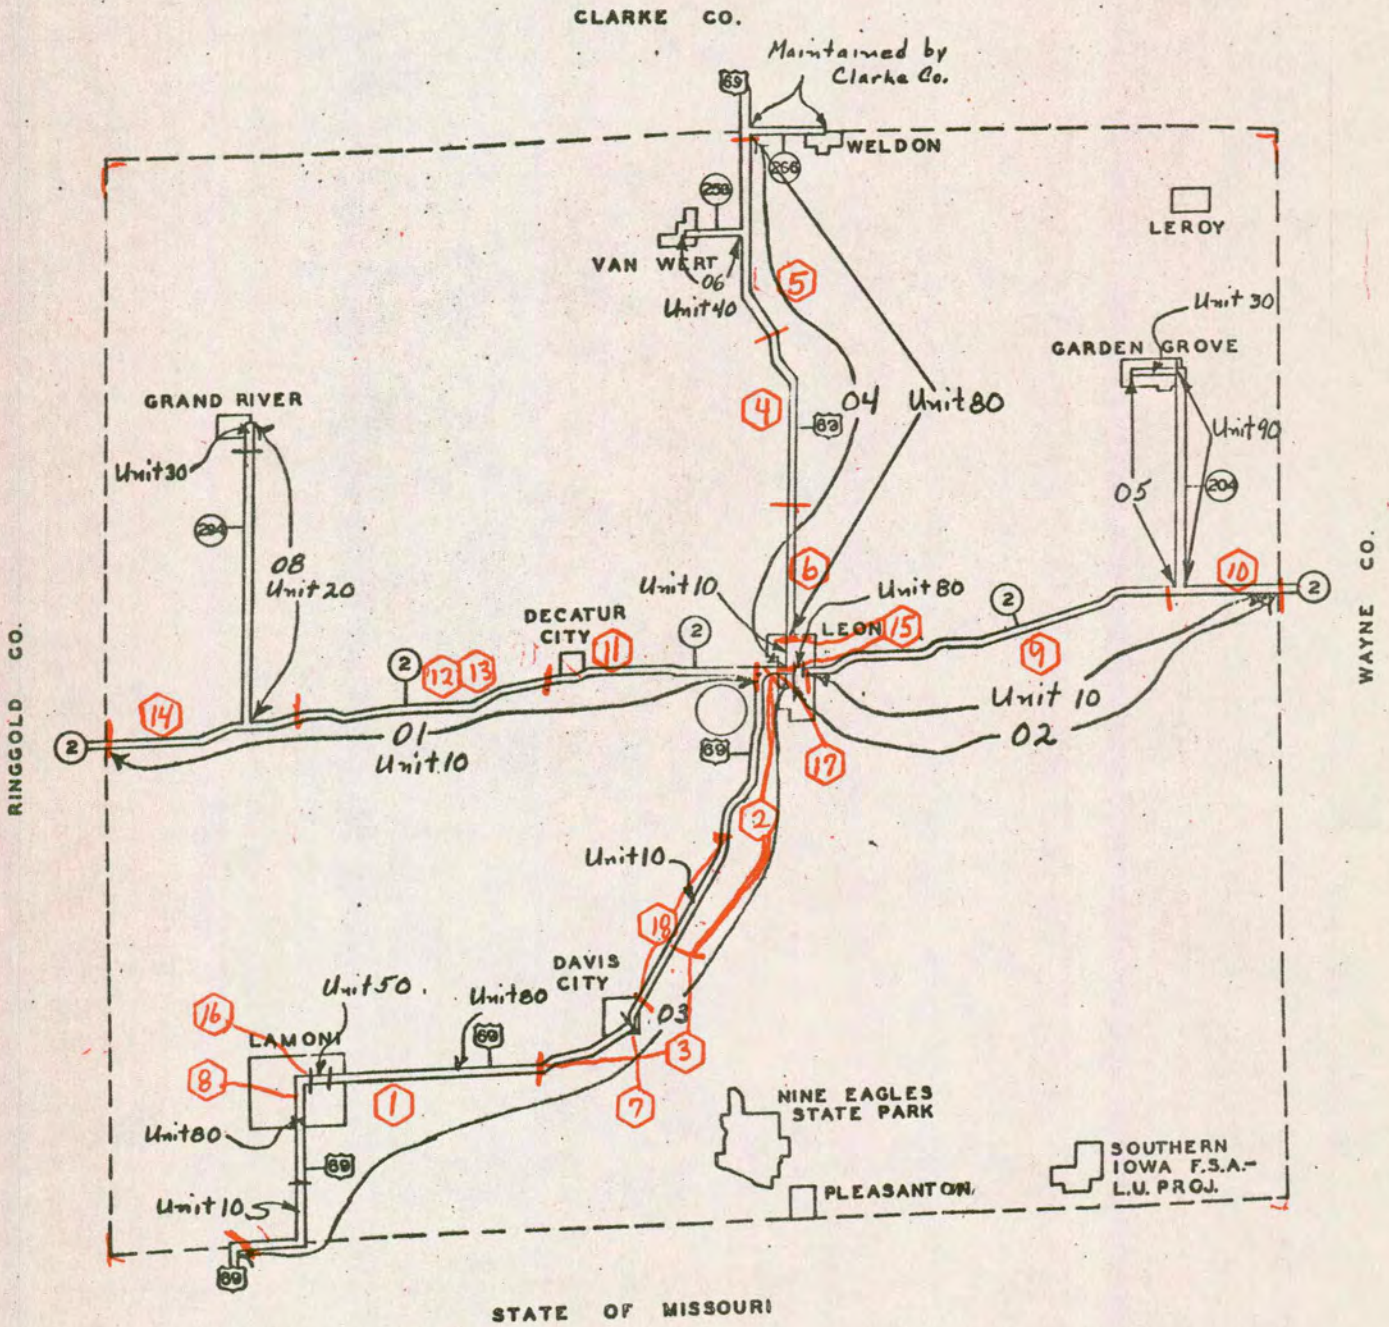 CLARKE CO.
Maintained by
Clarke Co.
69
WELDON
266
258
LEROY
VAN WERT
06
Unit 40
5
Unit 30
GARDEN GROVE
GRAND RIVER
4
04
Unit 80
69
Unit 90
Unit 30
05
204
294
08
Unit 20
6
10
WAYNE CO.
Unit 10
Unit 80
2
2
DECATUR
CITY
11
2
LEON
15
RINGGOLD CO.
2
12
13
9
14
Unit 10
01
02
2
69
Unit 10
17
2
Unit 10
18
DAVIS
CITY
Unit 50
Unit 80
03
16
LAMONI
69
3
8
1
7
NINE EAGLES
STATE PARK
Unit 80
SOUTHERN
IOWA F.S.A.-
L.U. PROJ.
69
PLEASANTON
Unit 10
69
STATE OF MISSOURI